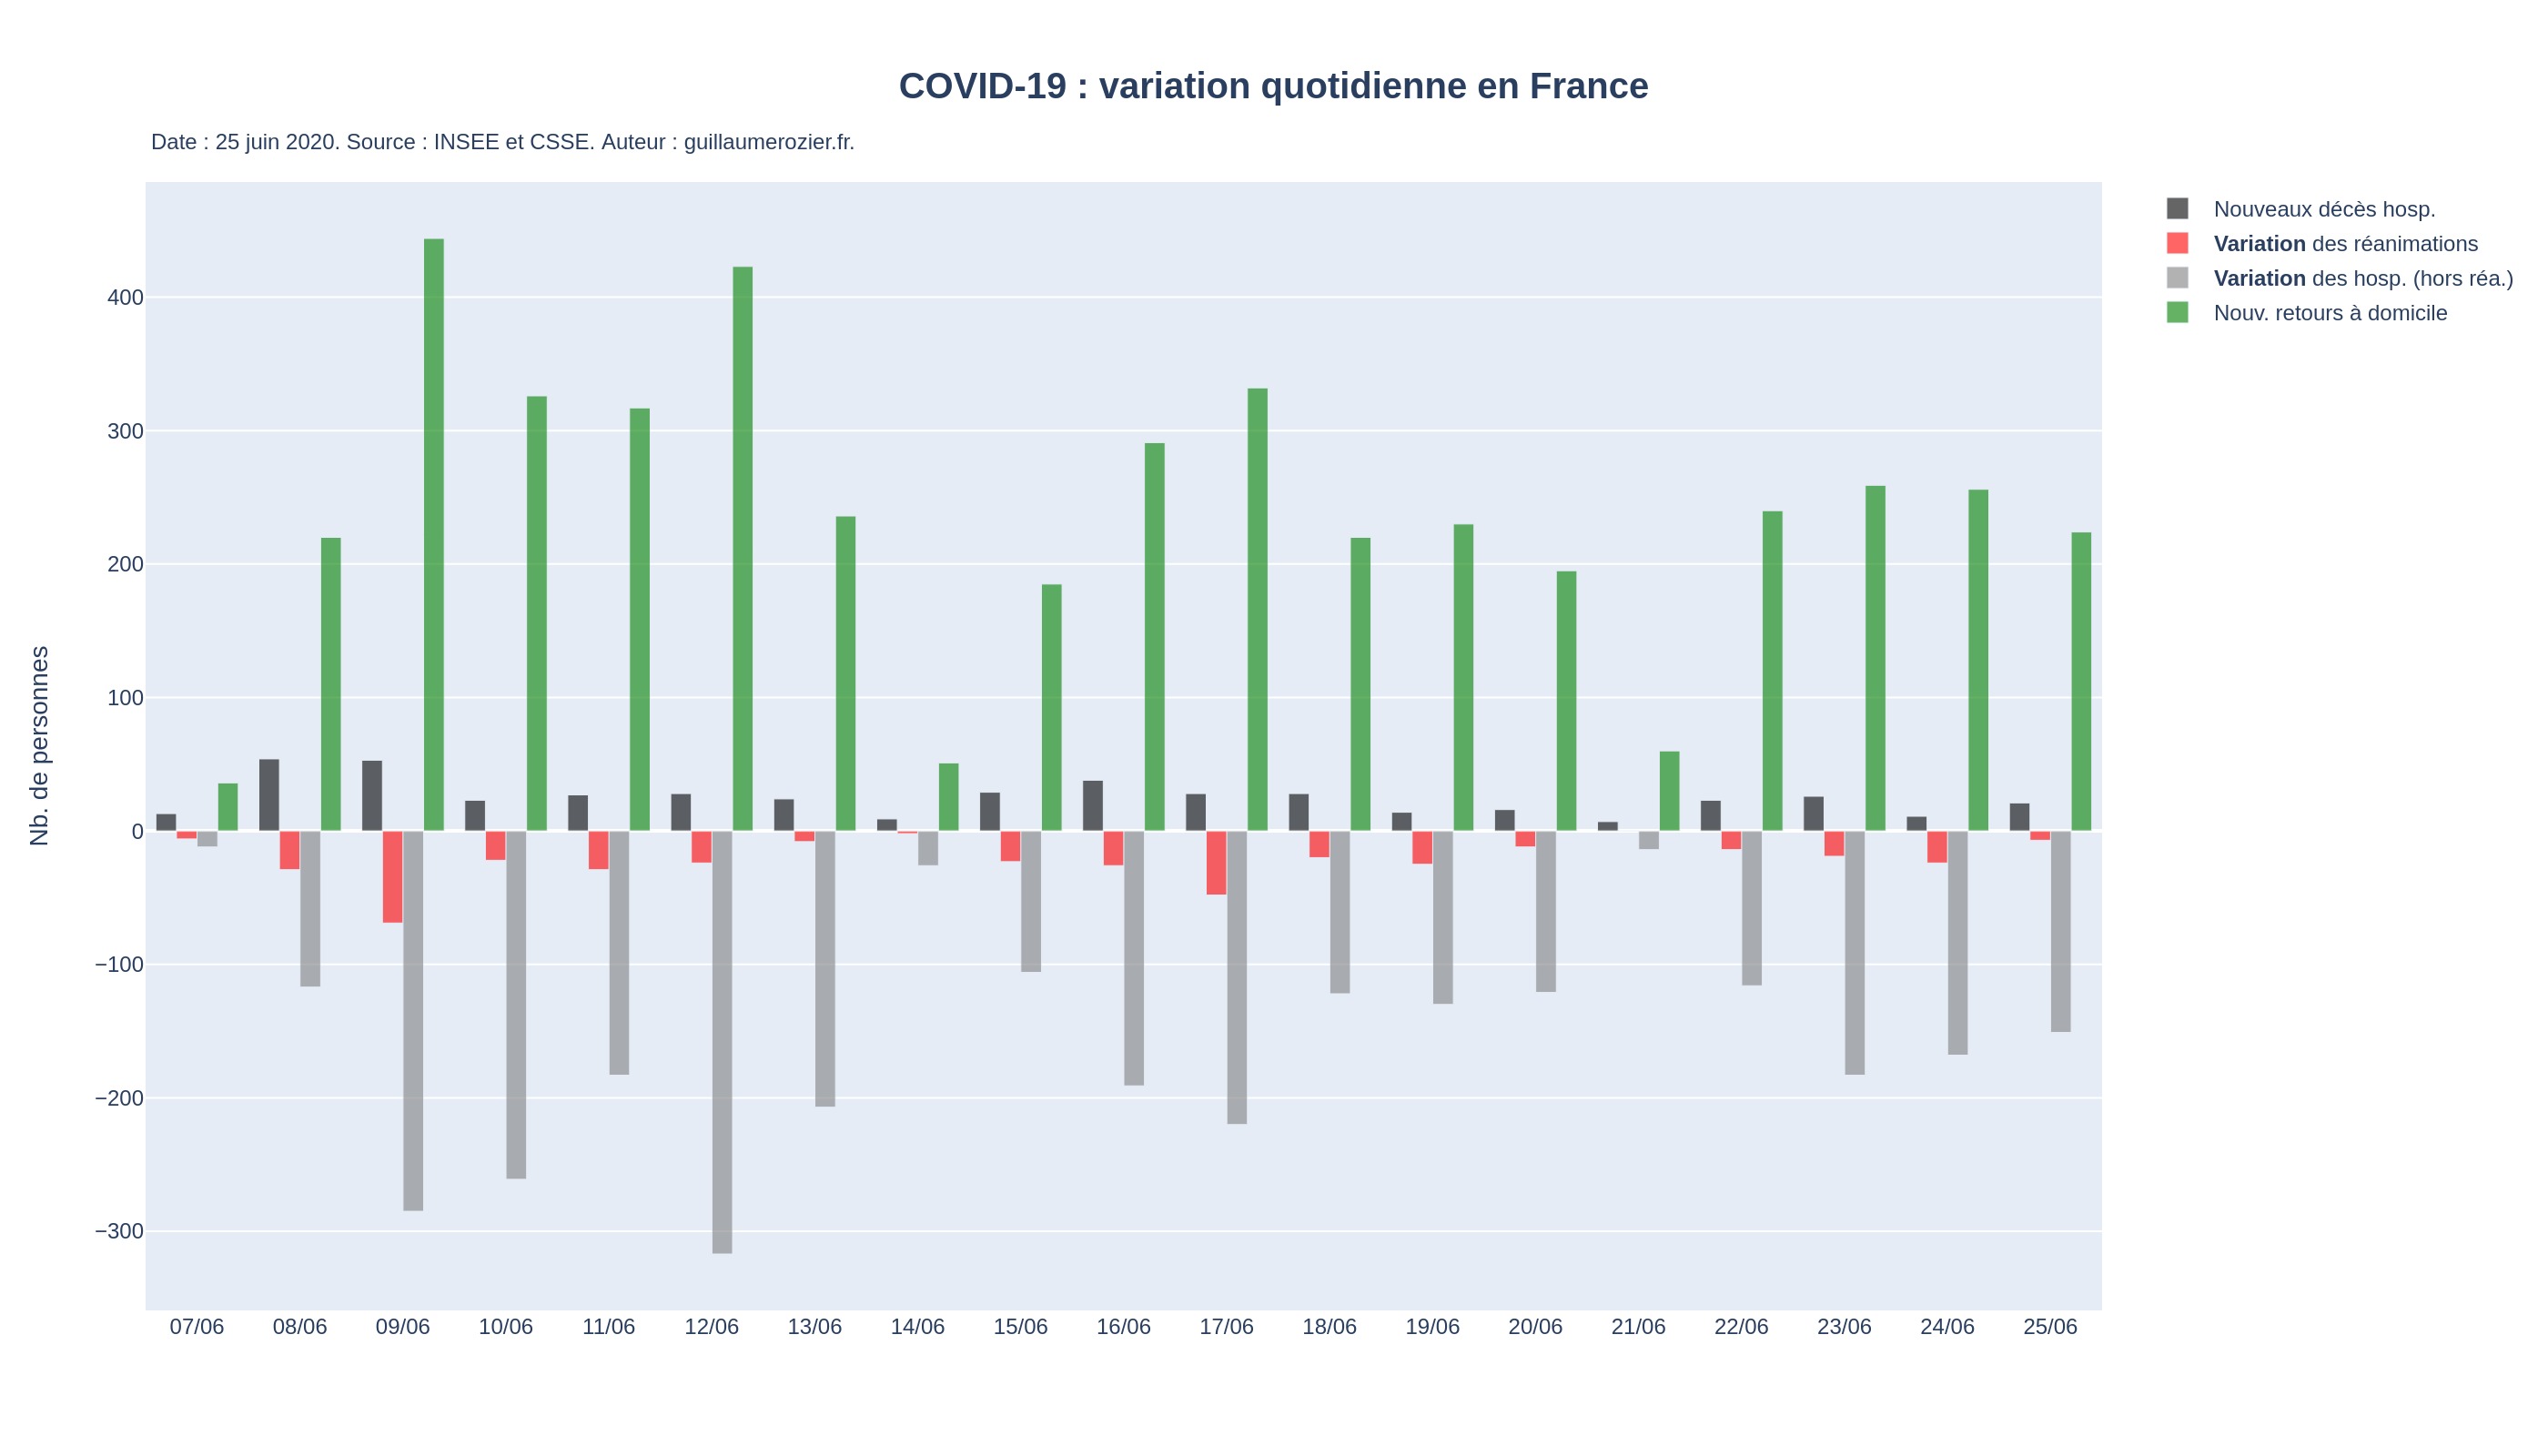 COVID-19 : variation quotidienne en France
Date : 25 juin 2020. Source : INSEE et CSSE. Auteur : guillaumerozier.fr.
Nouveaux décès hosp.
Variation des réanimations
Variation des hosp. (hors réa.)
Nouv. retours à domicile
Nb. de personnes
400
300
200
100
0
−100
−200
−300
07/06 08/06 09/06 10/06 11/06 12/06 13/06 14/06 15/06 16/06 17/06 18/06 19/06 20/06 21/06 22/06 23/06 24/06 25/06